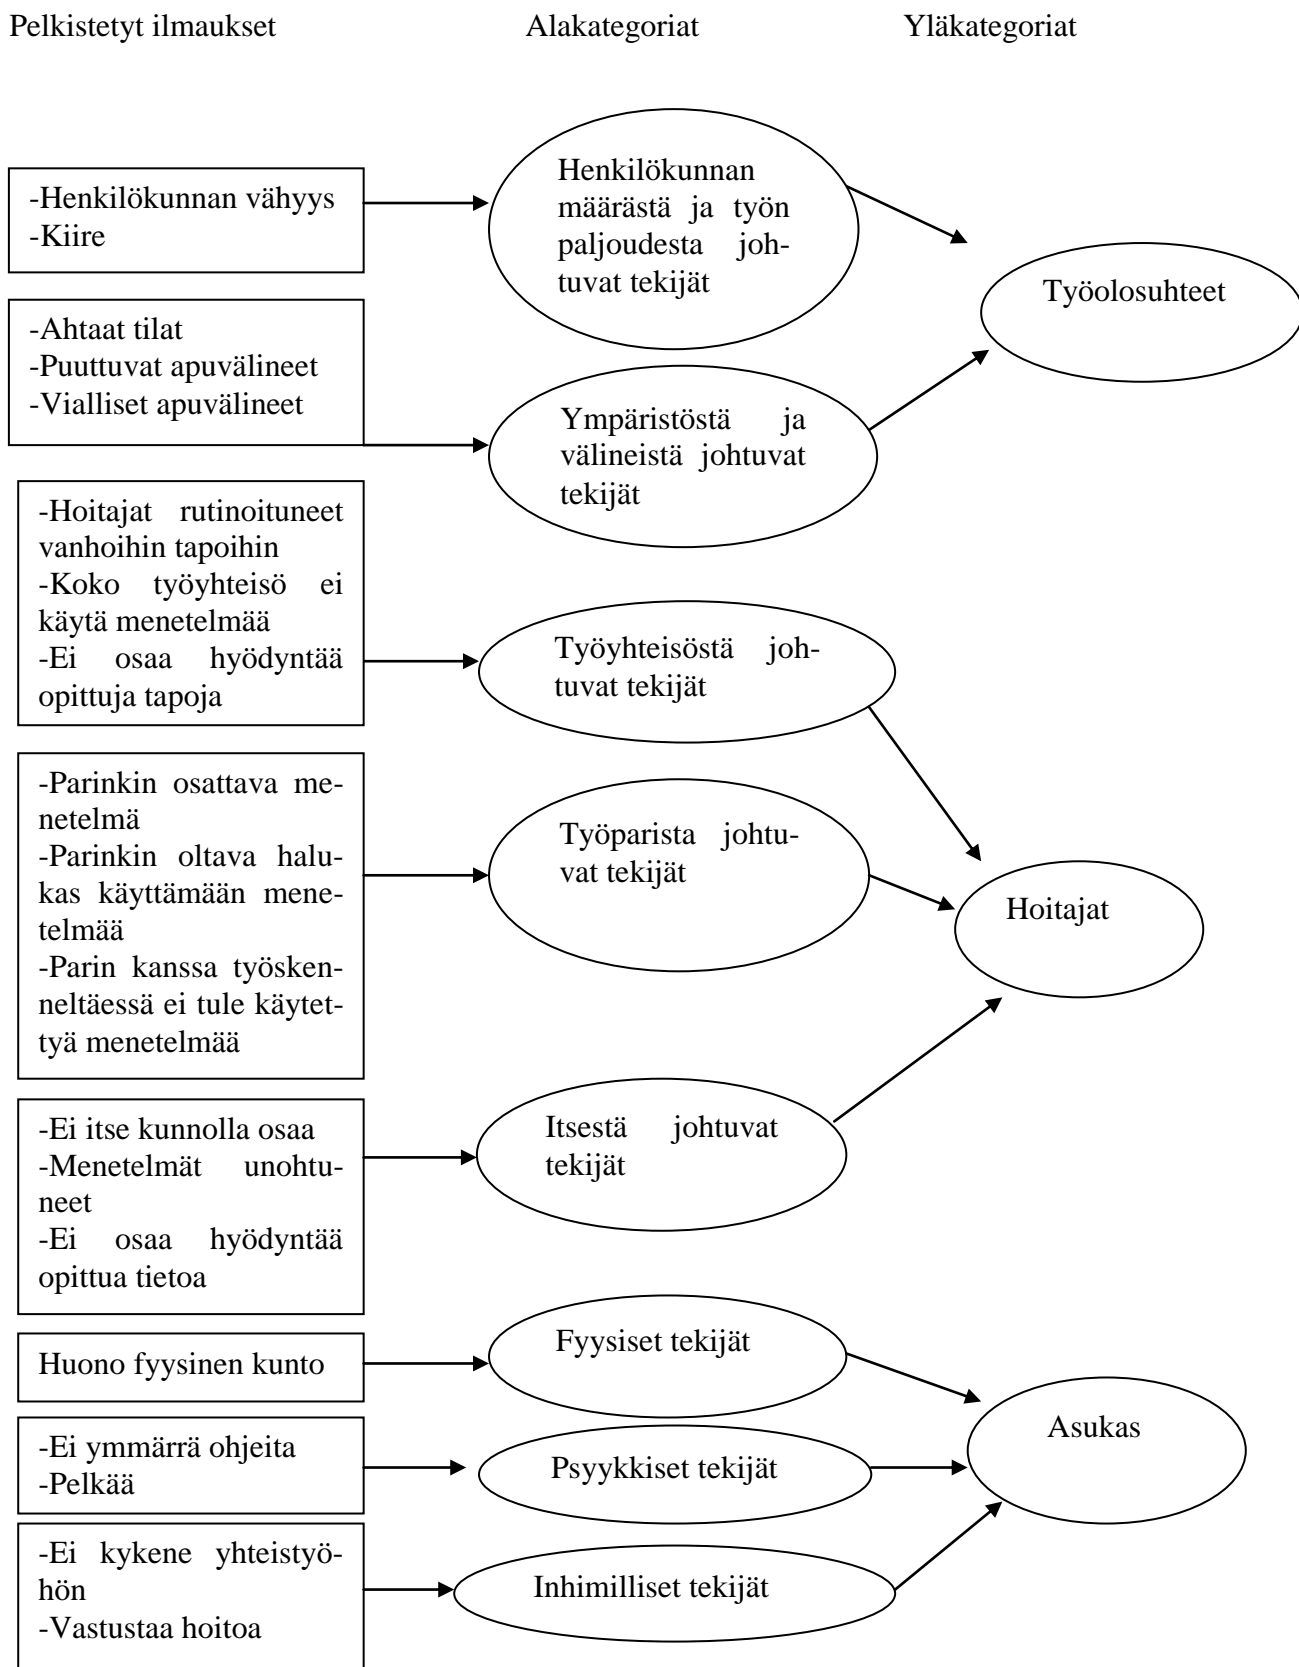 Pelkistetyt ilmaukset Alakategoriat Yläkategoriat
-Henkilökunnan vähyys
-Kiire
Henkilökunnan
määrästä ja työn
paljoudesta joh-
tuvat tekijät
Työolosuhteet
-Ahtaat tilat
-Puuttuvat apuvälineet
-Vialliset apuvälineet
Ympäristöstä ja
välineistä johtuvat
tekijät
-Hoitajat rutinoituneet
vanhoihin tapoihin
-Koko työyhteisö ei
käytä menetelmää
-Ei osaa hyödyntää
opittuja tapoja
Työyhteisöstä joh-
tuvat tekijät
-Parinkin osattava me-
netelmä
-Parinkin oltava halu-
kas käyttämään mene-
telmää
-Parin kanssa työsken-
neltäessä ei tule käytet-
tyä menetelmää
Työparista johtu-
vat tekijät
Hoitajat
-Ei itse kunnolla osaa
-Menetelmät unohtu-
neet
-Ei osaa hyödyntää
opittua tietoa
Itsestä johtuvat
tekijät
Huono fyysinen kunto
Fyysiset tekijät
Asukas
-Ei ymmärrä ohjeita
-Pelkää
Psyykkiset tekijät
-Ei kykene yhteistyö-
hön
-Vastustaa hoitoa
Inhimilliset tekijät